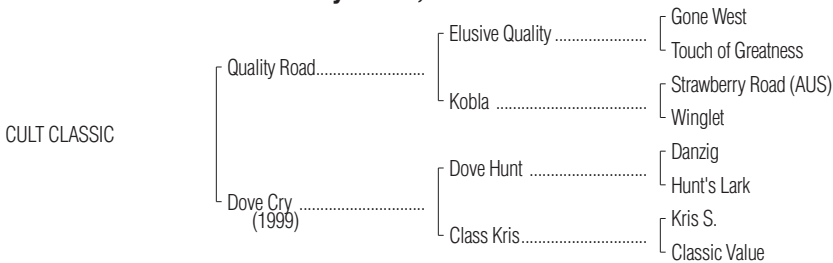 Gone West
Elusive Quality ........................
Touch of Greatness
Quality Road............................
Strawberry Road (AUS)
Kobla .......................................
Winglet
CULT CLASSIC
Danzig
Dove Hunt ..............................
Hunt's Lark
Dove Cry ................................
(1999)
Kris S.
Class Kris................................
Classic Value